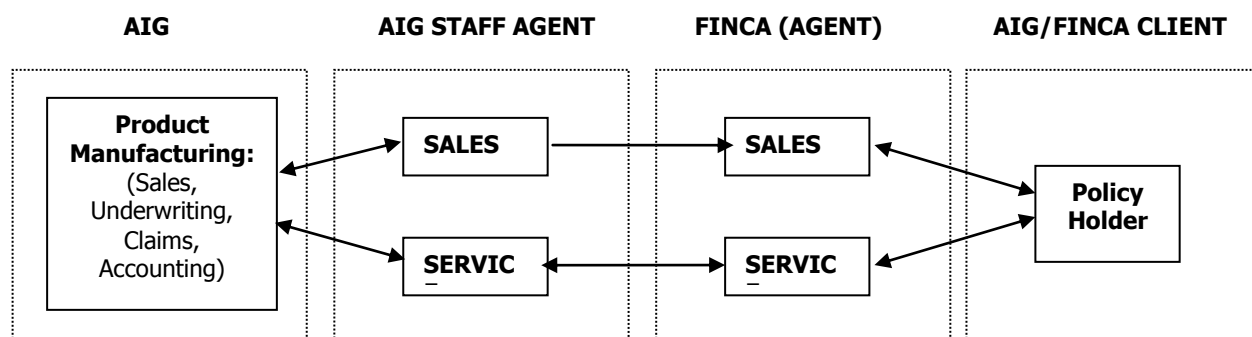 AIG AIG STAFF AGENT FINCA (AGENT) AIG/FINCA CLIENT
Product
Manufacturing:
(Sales,
Underwriting,
Claims,
Accounting)
SALES
SERVIC
SALES
SERVIC
Policy
Holder